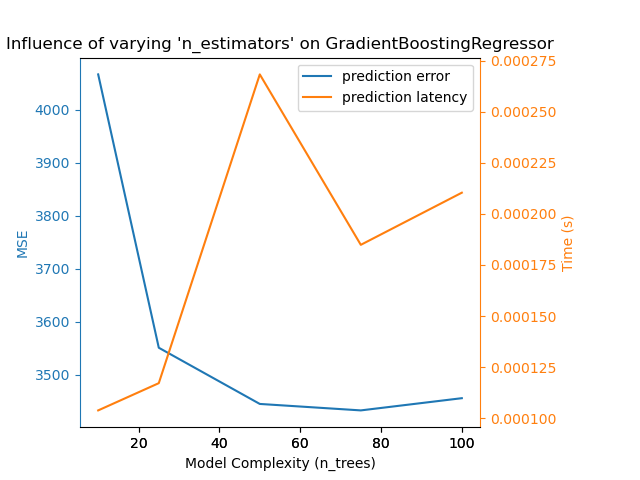 Influence of varying 'n_estimators' on GradientBoostingRegressor
prediction error
prediction latency
4000
3900
3800
3700
3600
3500
MSE
0.000275
0.000250
0.000225
0.000200
0.000175
0.000150
0.000125
0.000100
Time (s)
20 40 60 80 100
Model Complexity (n_trees)